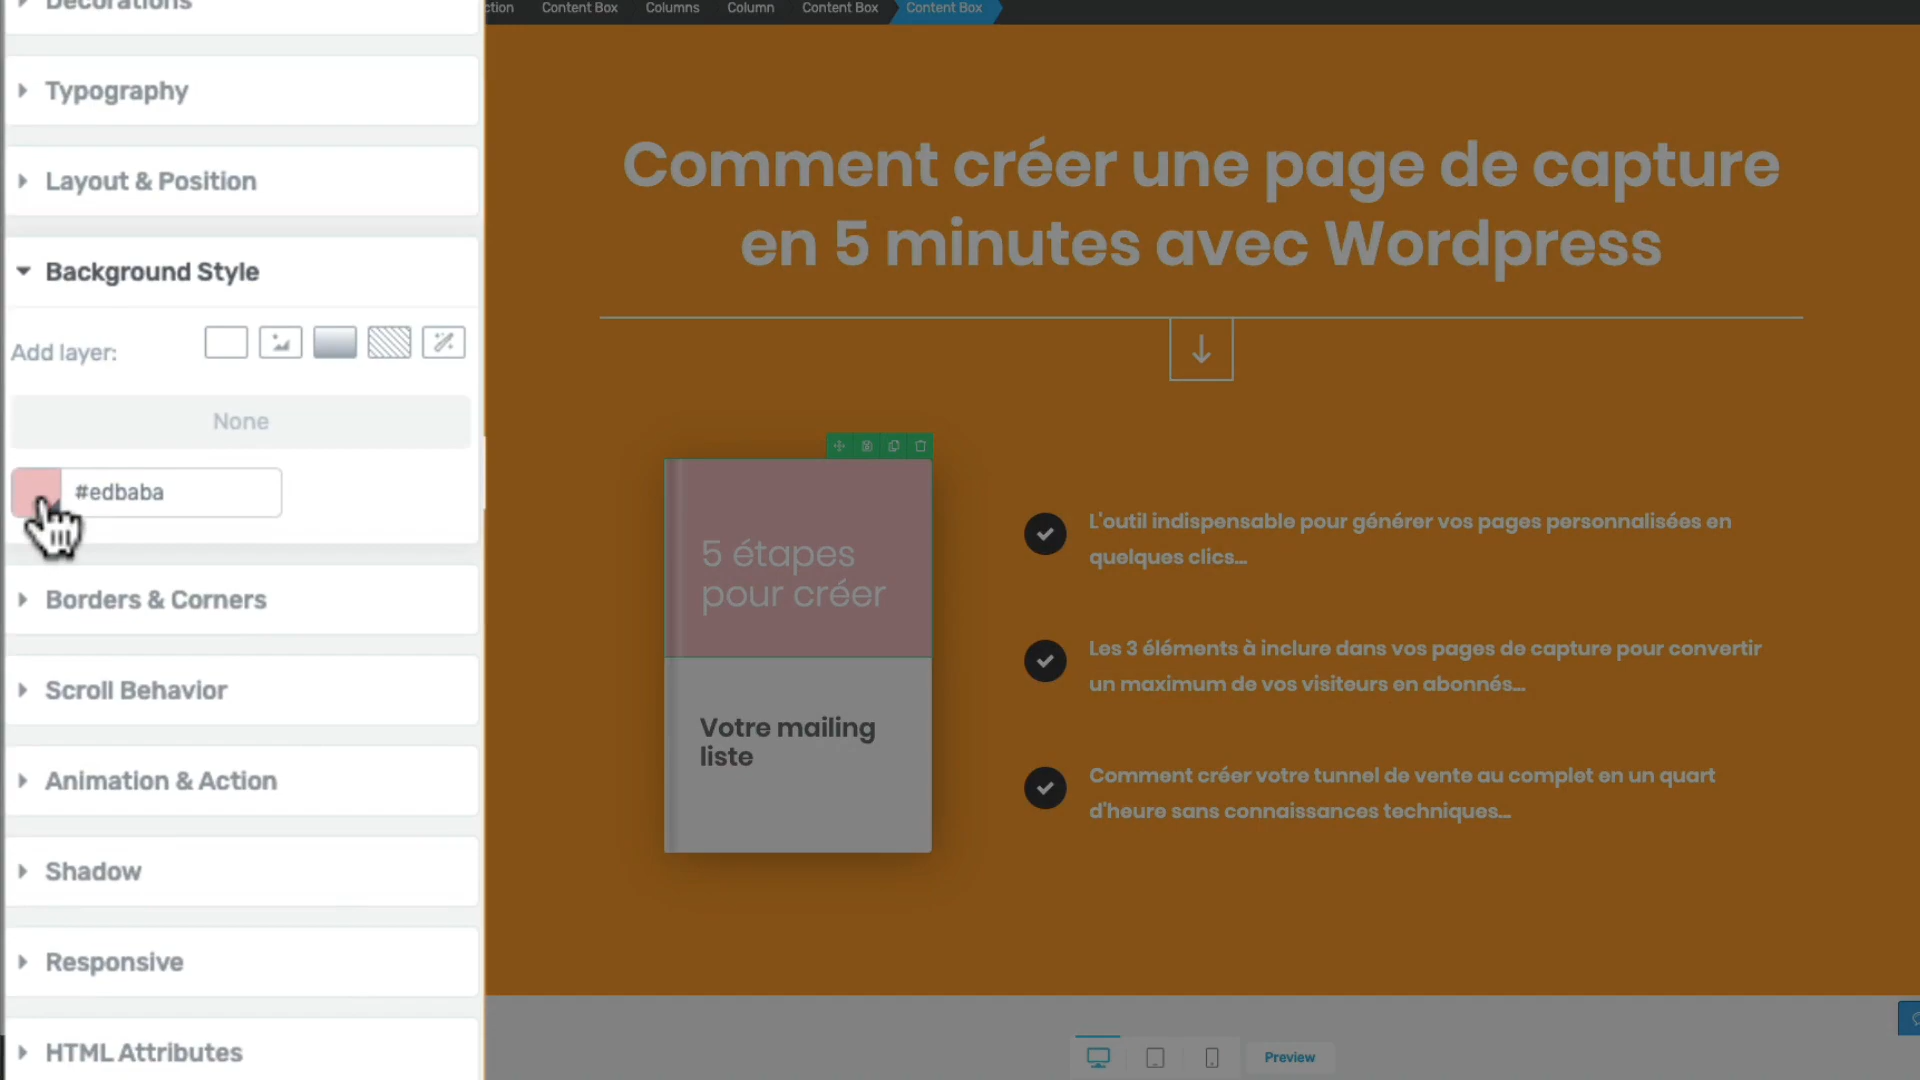 Decorations
Typography
Layout & Position
Background Style
Add layer:
None
#edbaba
Borders & Corners
Scroll Behavior
Animation & Action
Shadow
Responsive
HTML Attributes
Content Box
Columns
Column
Content Box
Content Box
Comment créer une page de capture
en 5 minutes avec Wordpress
5 étapes
pour créer
Votre mailing
liste
L'outil indispensable pour générer vos pages personnalisées en
quelques clics...
Les 3 éléments à inclure dans vos pages de capture pour convertir
un maximum de vos visiteurs en abonnés...
Comment créer votre tunnel de vente au complet en un quart
d'heure sans connaissances techniques...
Preview